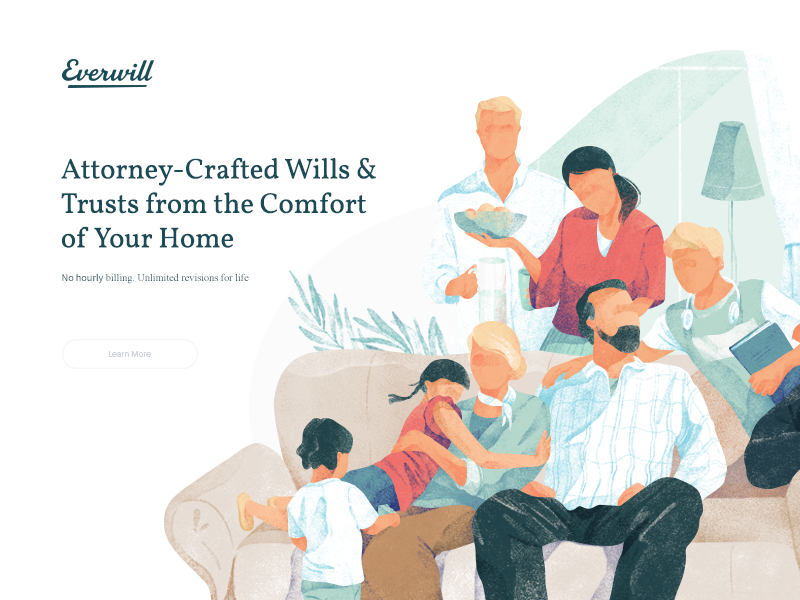 Everwill
Attorney-Crafted Wills &
Trusts from the Comfort
of Your Home
No hourly billing. Unlimited revisions for life
Learn More